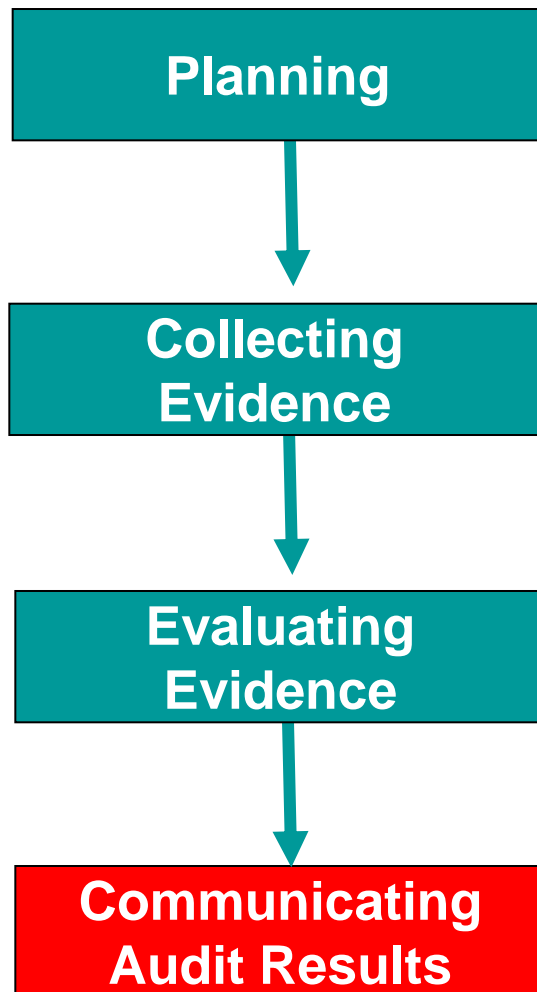 Planning
Collecting
Evidence
Evaluating
Evidence
Communicating
Audit Results